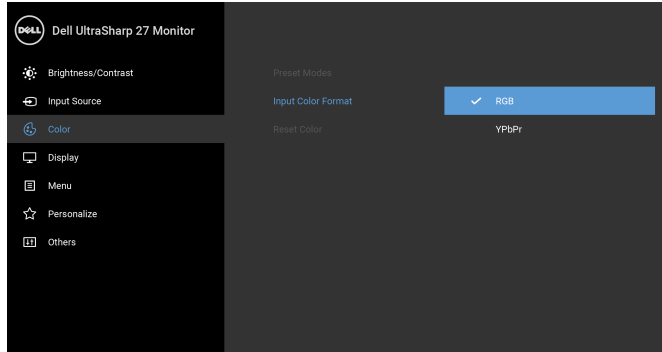 DELL
Dell UltraSharp 27 Monitor
Brightness/Contrast
Preset Modes
Input Source
Input Color Format
RGB
Color
Reset Color
YPbPr
Display
Menu
Personalize
Others